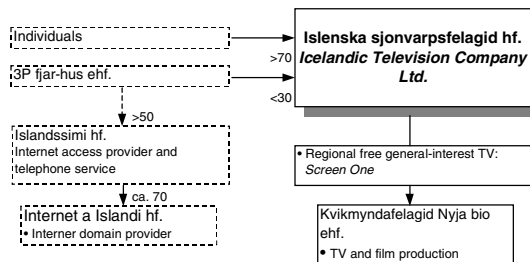 Individuals
3P fjar-hus ehf.
>50
Islandssimi hf.
Internet access provider and
telephone service
ca. 70
Internet a Islandi hf.
• Interner domain provider
>70
<30
Islenska sjonvarpsfelagid hf.
Icelandic Television Company
Ltd.
• Regional free general-interest TV:
Screen One
Kvikmyndafelagid Nyja bio
ehf.
• TV and film production